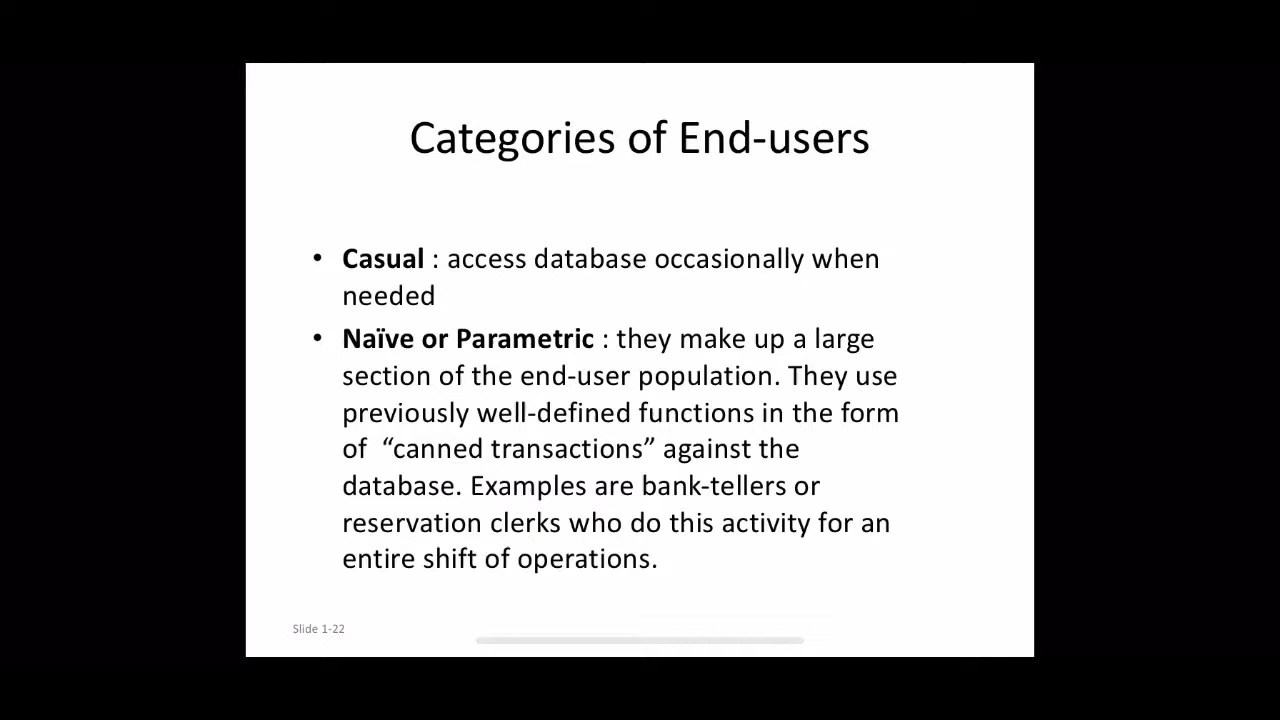 Categories of End-users
• Casual : access database occasionally when
needed
• Naïve or Parametric : they make up a large
section of the end-user population. They use
previously well-defined functions in the form
of “canned transactions” against the
database. Examples are bank-tellers or
reservation clerks who do this activity for an
entire shift of operations.
Slide 1-22